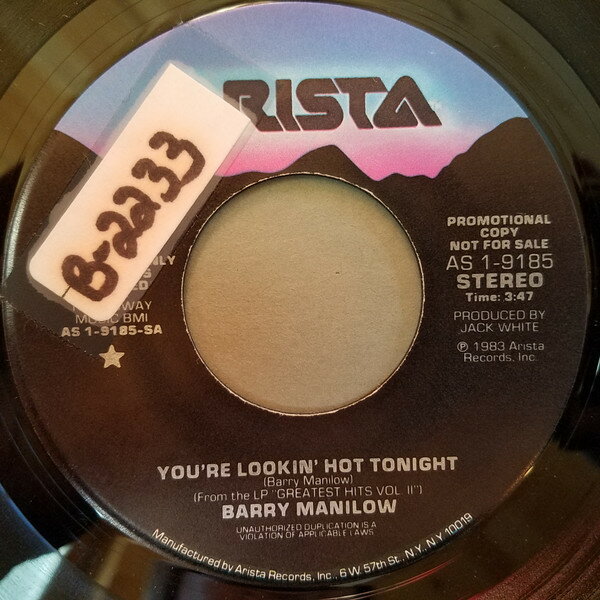 RISTA
B-2233
PROMOTIONAL
COPY
NOT FOR SALE
AS 1-9185
STEREO
Time: 3:47
PRODUCED BY
JACK WHITE
℗ 1983 Arista
Records, Inc.
WAY
MUSIC BMI
AS 1-9185-SA
YOU'RE LOOKIN' HOT TONIGHT
(Barry Manilow)
(From the LP "GREATEST HITS VOL. II")
BARRY MANILOW
UNAUTHORIZED DUPLICATION IS A
VIOLATION OF APPLICABLE LAWS
Manufactured by Arista Records, Inc., 6 W. 57th St., N.Y., N.Y. 10019